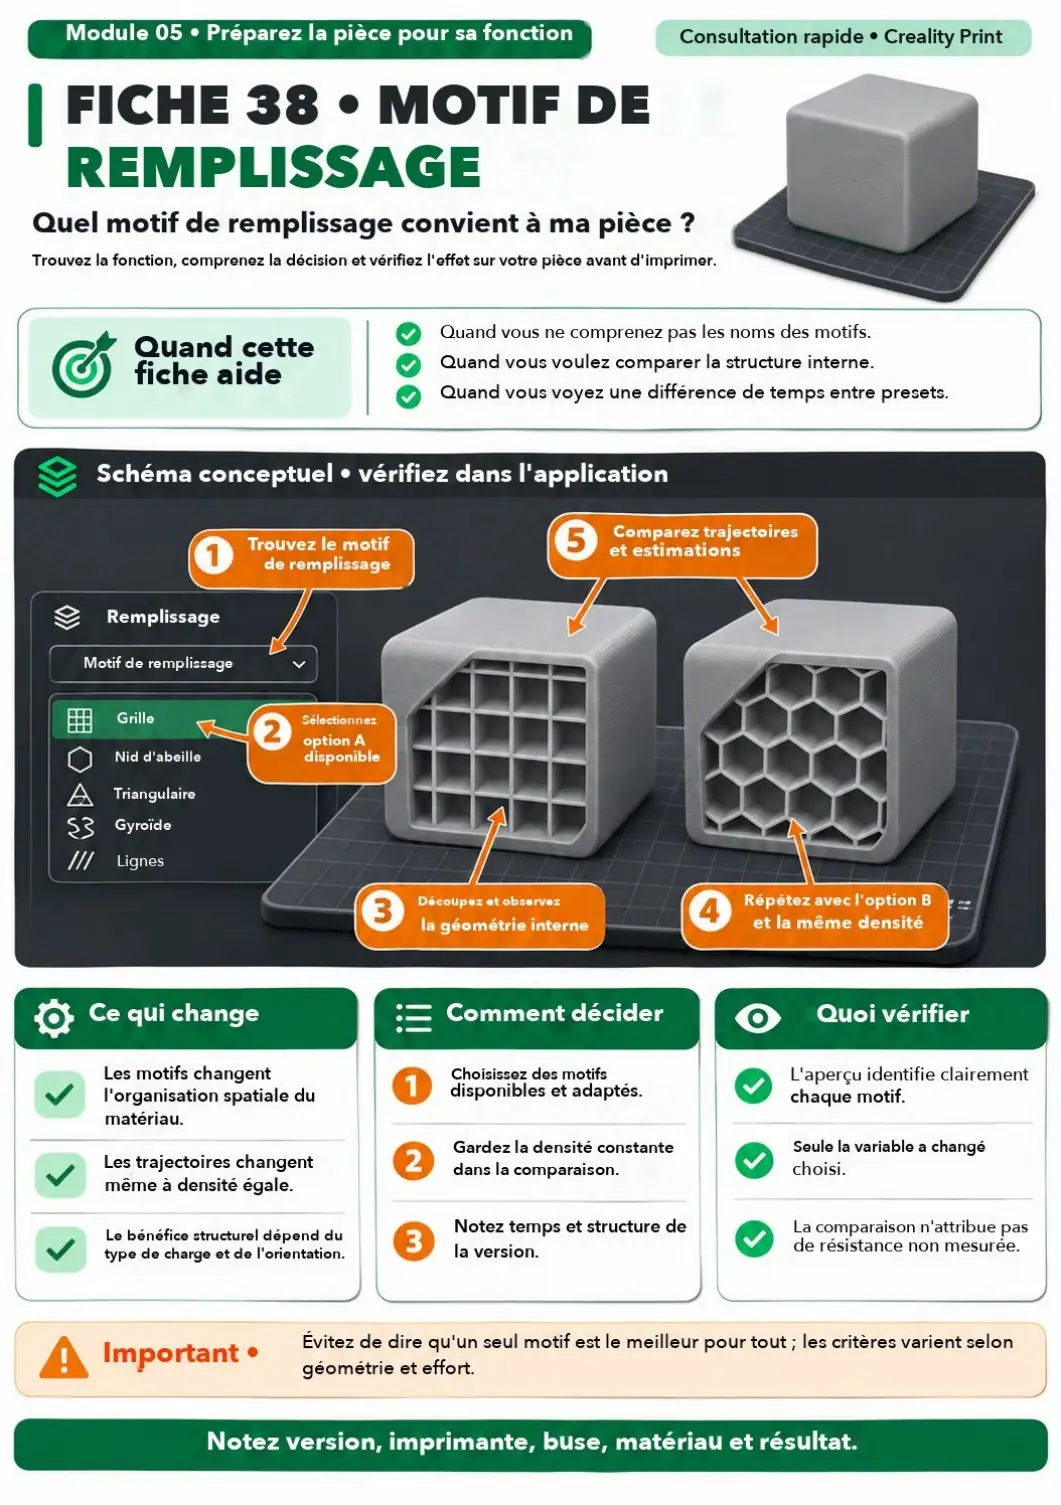 Module 05 • Préparez la pièce pour sa fonction
Consultation rapide • Creality Print
FICHE 38 • MOTIF DE
REMPLISSAGE
Quel motif de remplissage convient à ma pièce ?
Trouvez la fonction, comprenez la décision et vérifiez l'effet sur votre pièce avant d'imprimer.
Quand cette
fiche aide
Quand vous ne comprenez pas les noms des motifs.
Quand vous voulez comparer la structure interne.
Quand vous voyez une différence de temps entre presets.
Schéma conceptuel • vérifiez dans l'application
1 Trouvez le motif
de remplissage
5 Comparez trajectoires
et estimations
Remplissage
Motif de remplissage
Grille
Nid d'abeille
Triangulaire
Gyroïde
Lignes
2 Sélectionnez
option A
disponible
3 Découpez et observez
la géométrie interne
4 Répétez avec l'option B
et la même densité
Ce qui change
Les motifs changent
l'organisation spatiale du
matériau.
Les trajectoires changent
même à densité égale.
Le bénéfice structurel dépend du
type de charge et de l'orientation.
Comment décider
1 Choisissez des motifs
disponibles et adaptés.
2 Gardez la densité constante
dans la comparaison.
3 Notez temps et structure de
la version.
Quoi vérifier
L'aperçu identifie clairement
chaque motif.
Seule la variable a changé
choisi.
La comparaison n'attribue pas
de résistance non mesurée.
Important •
Évitez de dire qu'un seul motif est le meilleur pour tout ; les critères varient selon
géométrie et effort.
Notez version, imprimante, buse, matériau et résultat.